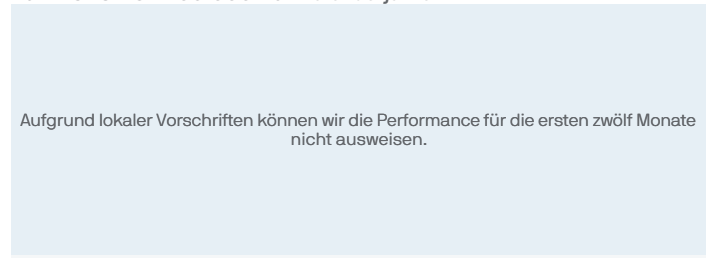 Aufgrund lokaler Vorschriften können wir die Performance für die ersten zwölf Monate
nicht ausweisen.